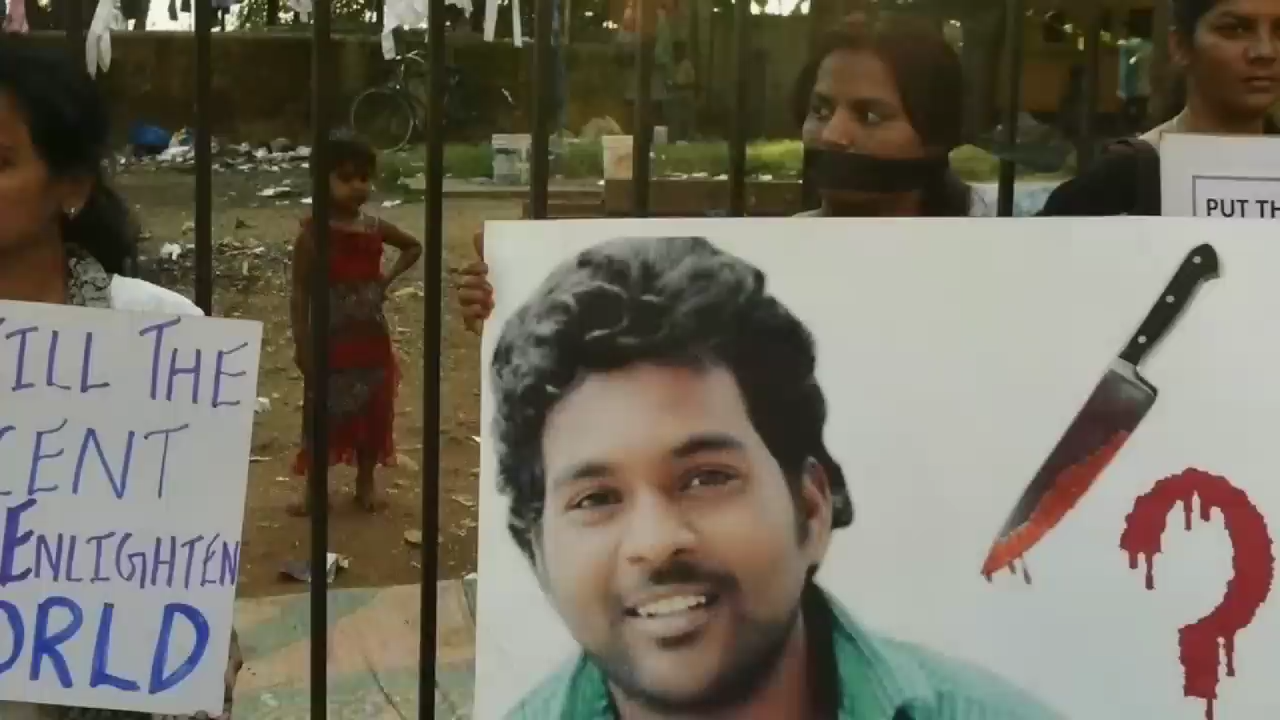 ILL THE
CENT
E ENLIGHTEN
ORLD
PUT TH
?